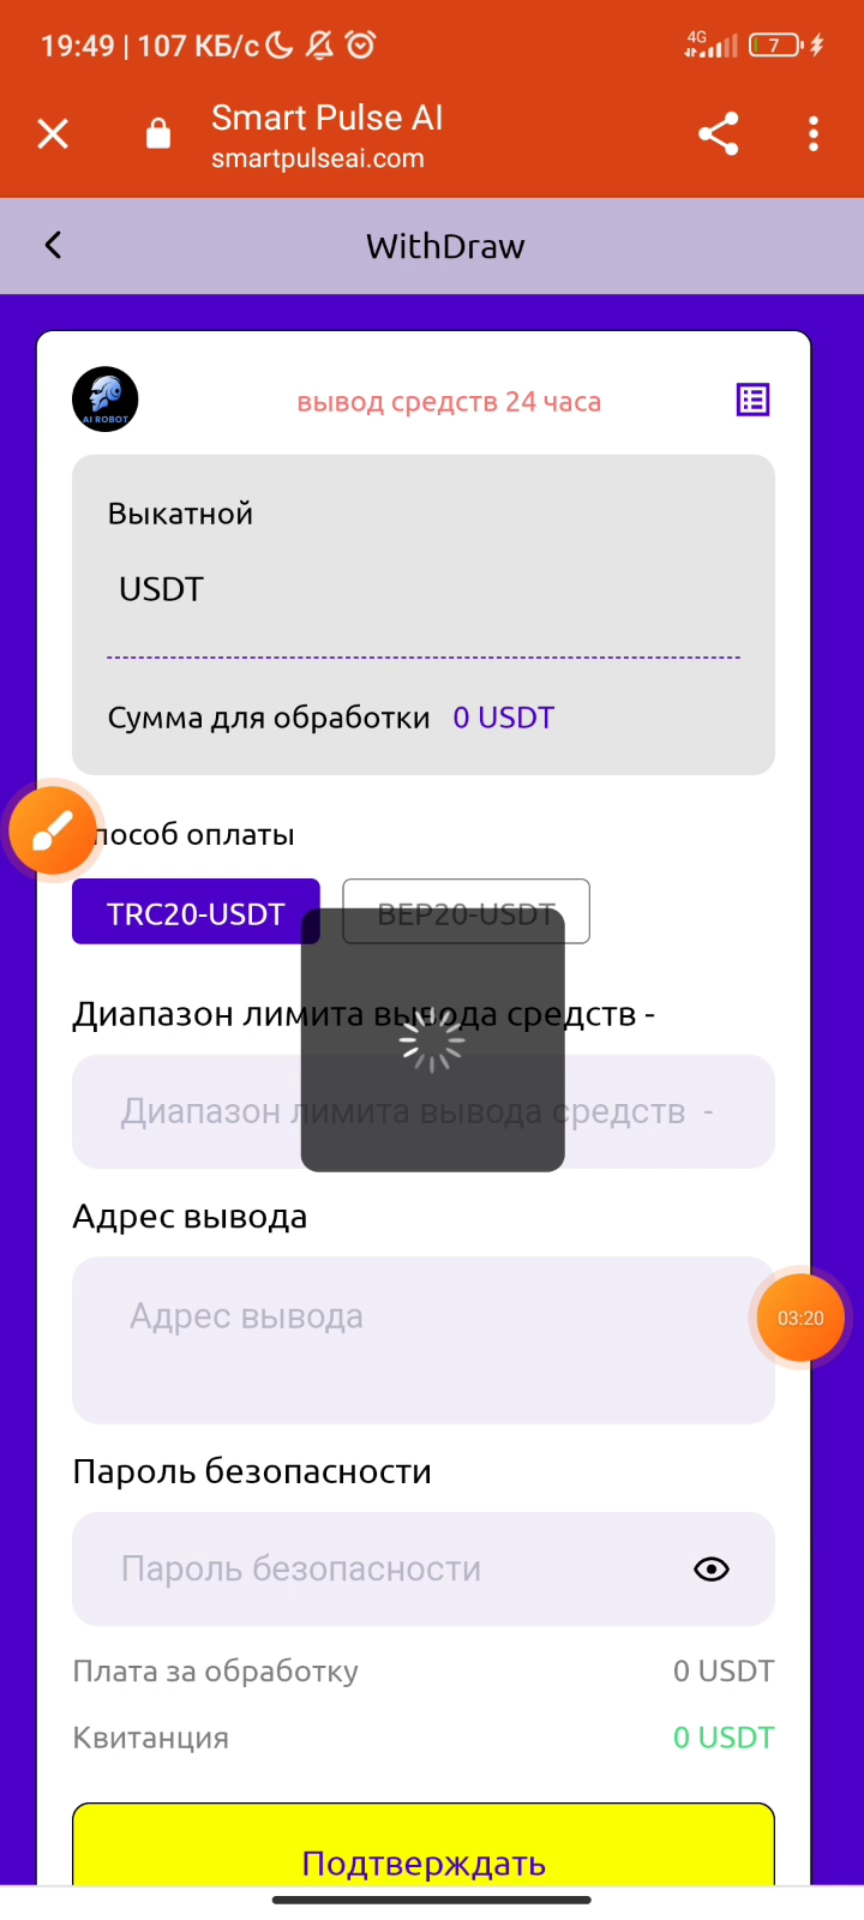 19:49 | 107 КБ/с
4G
7
Smart Pulse AI
smartpulseai.com
WithDraw
AI ROBOT
вывод средств 24 часа
Выкатной
USDT
Сумма для обработки 0 USDT
пособ оплаты
TRC20-USDT BEP20-USDT
Диапазон лимита вывода средств -
Диапазон лимита вывода средств -
Адрес вывода
Адрес вывода
03:20
Пароль безопасности
Пароль безопасности
Плата за обработку 0 USDT
Квитанция 0 USDT
Подтверждать